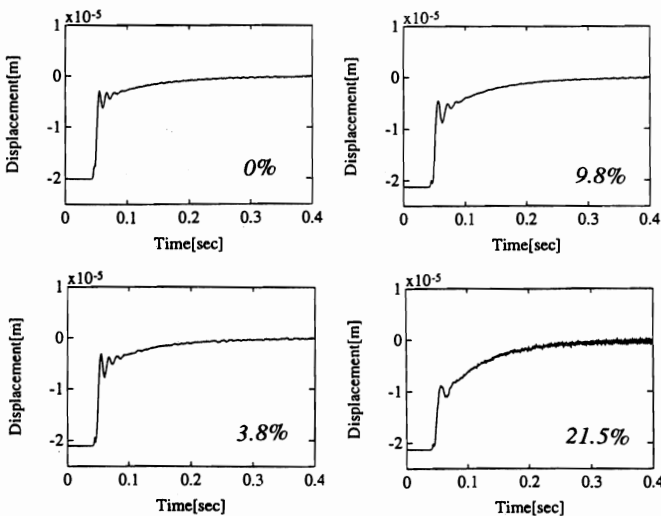 x10-5
1
0
-1
-2
Displacement[m]
0%
0 0.1 0.2 0.3 0.4
Time[sec]
x10-5
1
0
-1
-2
Displacement[m]
9.8%
0 0.1 0.2 0.3 0.4
Time[sec]
x10-5
1
0
-1
-2
Displacement[m]
3.8%
0 0.1 0.2 0.3 0.4
Time[sec]
x10-5
1
0
-1
-2
Displacement[m]
21.5%
0 0.1 0.2 0.3 0.4
Time[sec]